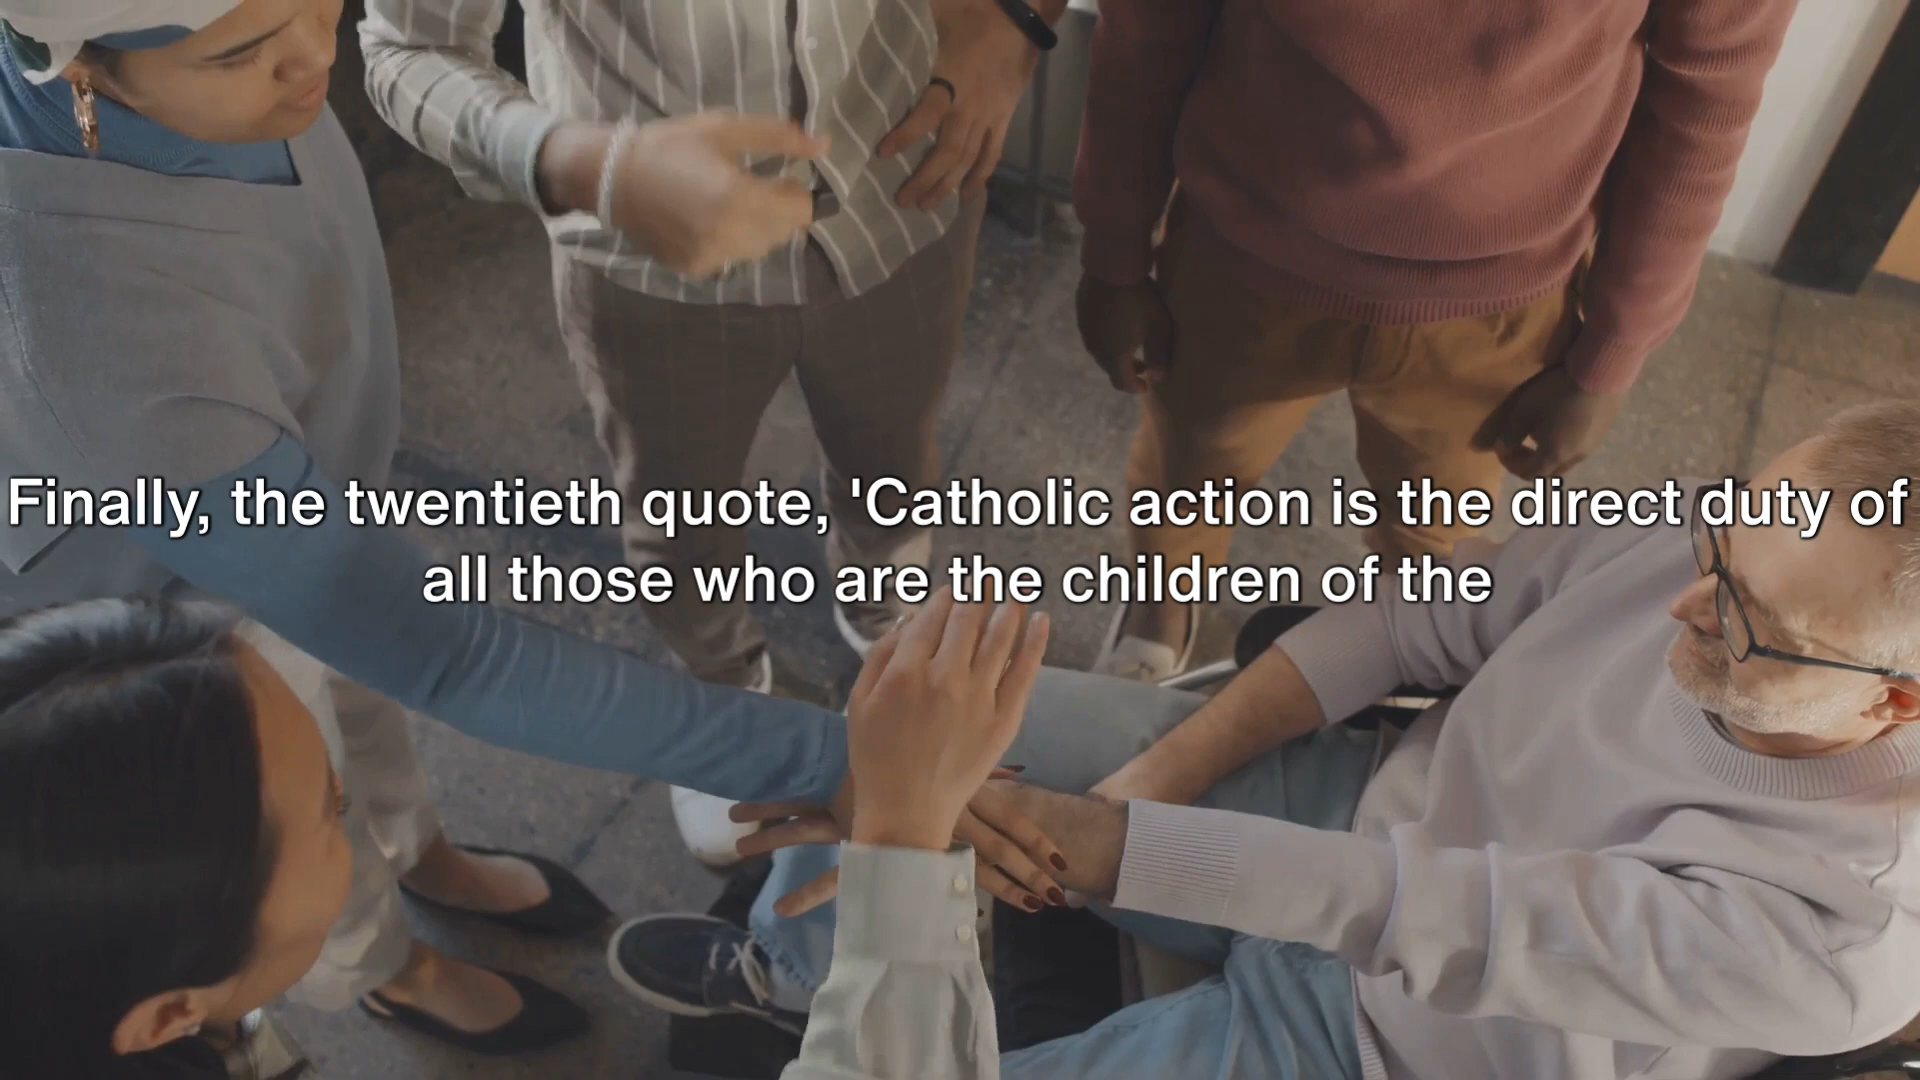 Finally, the twentieth quote, 'Catholic action is the direct duty of
all those who are the children of the